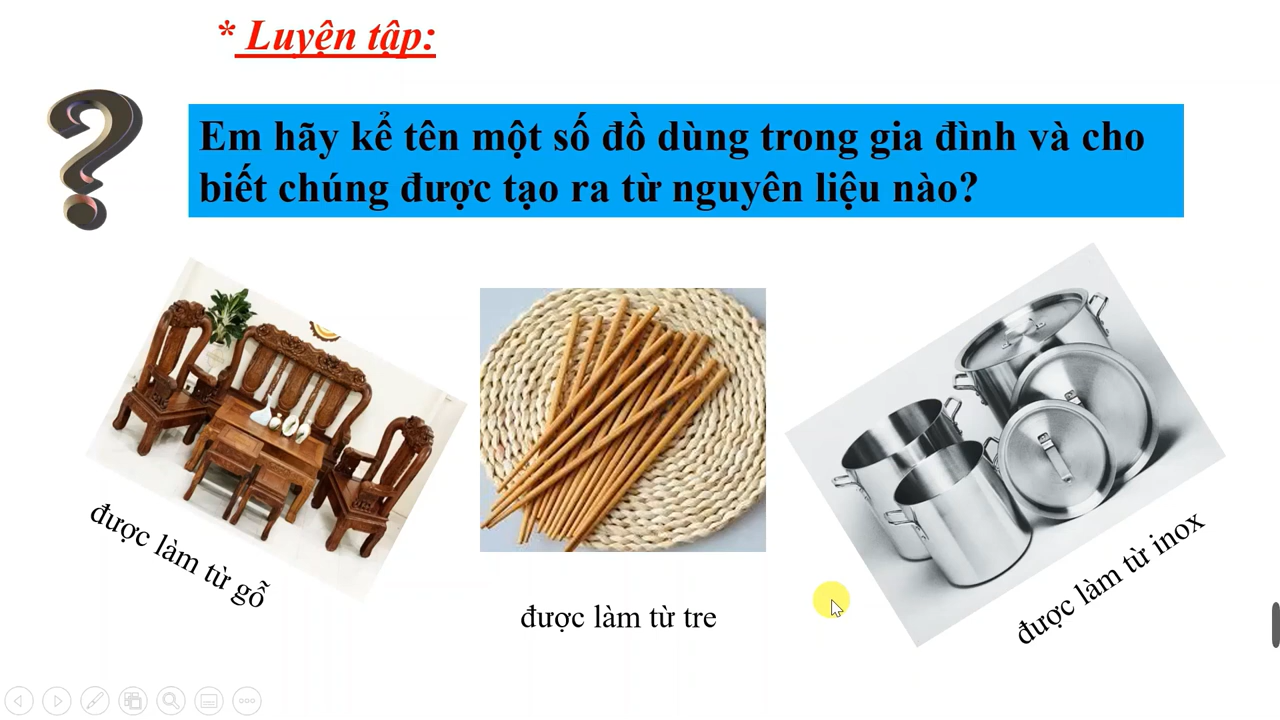 * Luyện tập:
Em hãy kể tên một số đồ dùng trong gia đình và cho
biết chúng được tạo ra từ nguyên liệu nào?
được làm từ gỗ
được làm từ tre
được làm từ inox